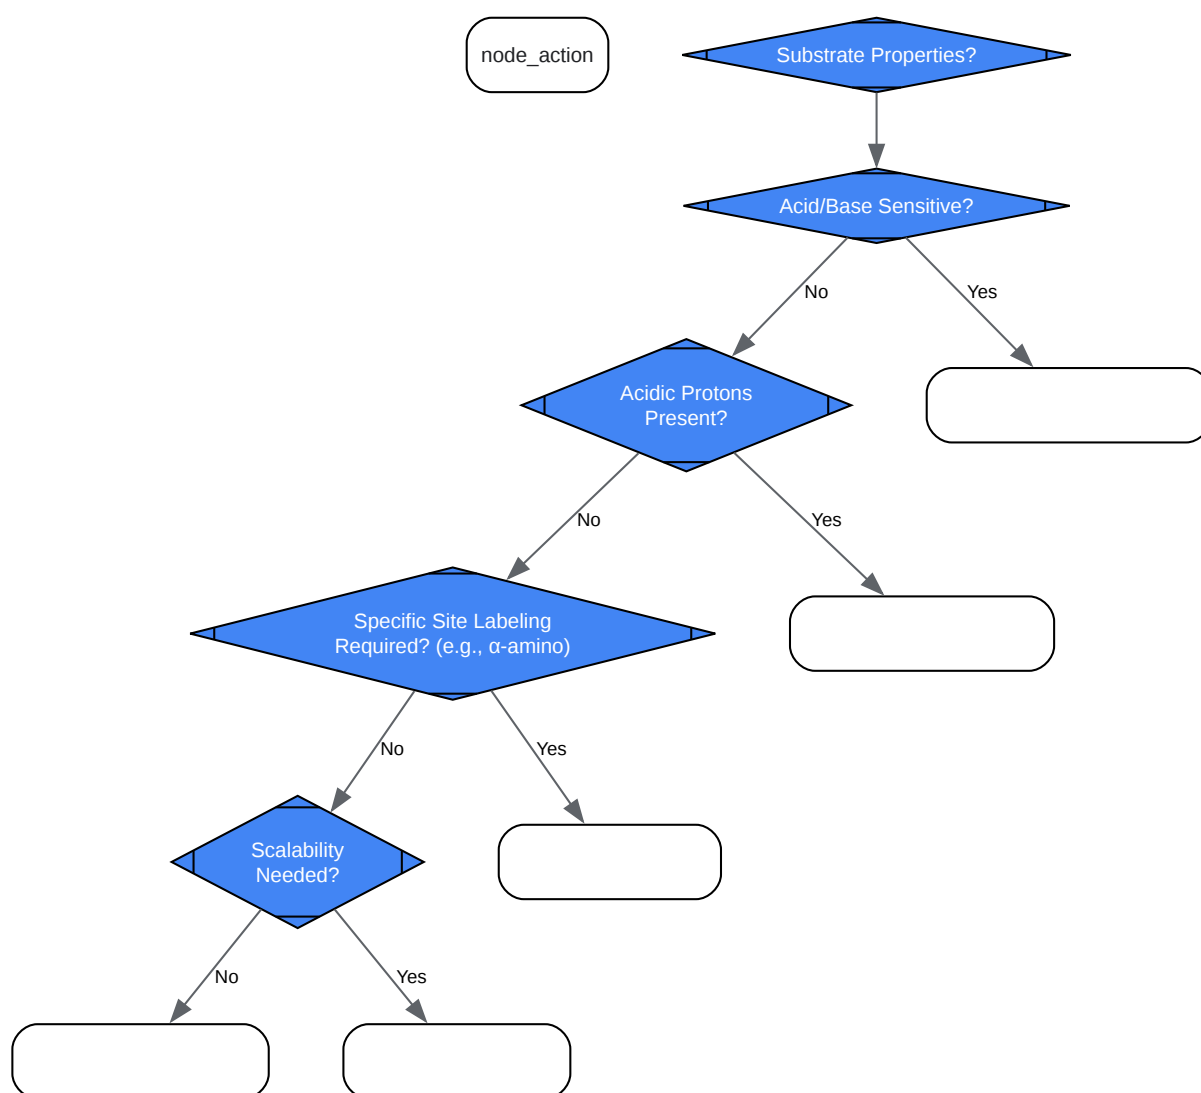 node_action
Substrate Properties?
Acid/Base Sensitive?
No
Yes
Acidic Protons
Present?
No
Yes
Specific Site Labeling
Required? (e.g., α-amino)
No
Yes
Scalability
Needed?
No
Yes